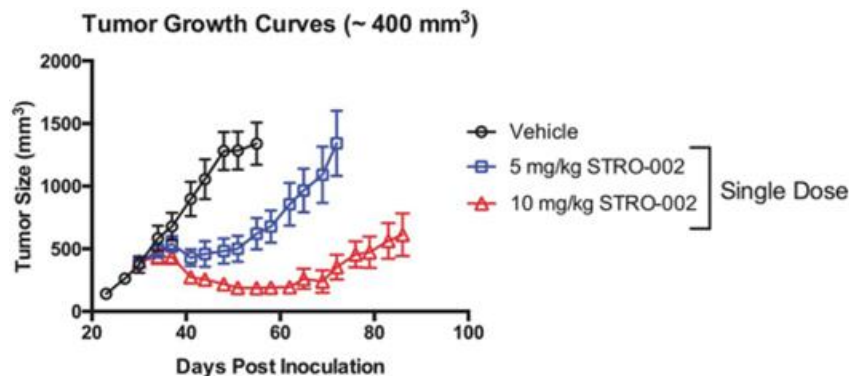 Tumor Growth Curves (~ 400 mm³)
2000
1500
1000
500
0
Tumor Size (mm³)
20 40 60 80 100
Days Post Inoculation
Vehicle
5 mg/kg STRO-002
10 mg/kg STRO-002
Single Dose